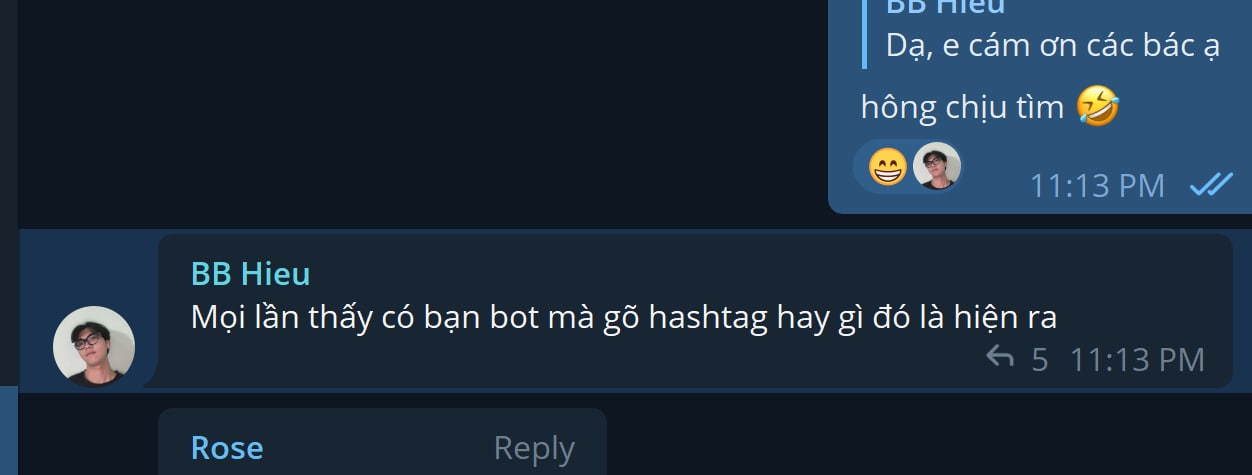 BB Hieu
Dạ, e cám ơn các bác ạ
hông chịu tìm 🤣
11:13 PM
BB Hieu
Mọi lần thấy có bạn bot mà gõ hashtag hay gì đó là hiện ra
5 11:13 PM
Rose Reply